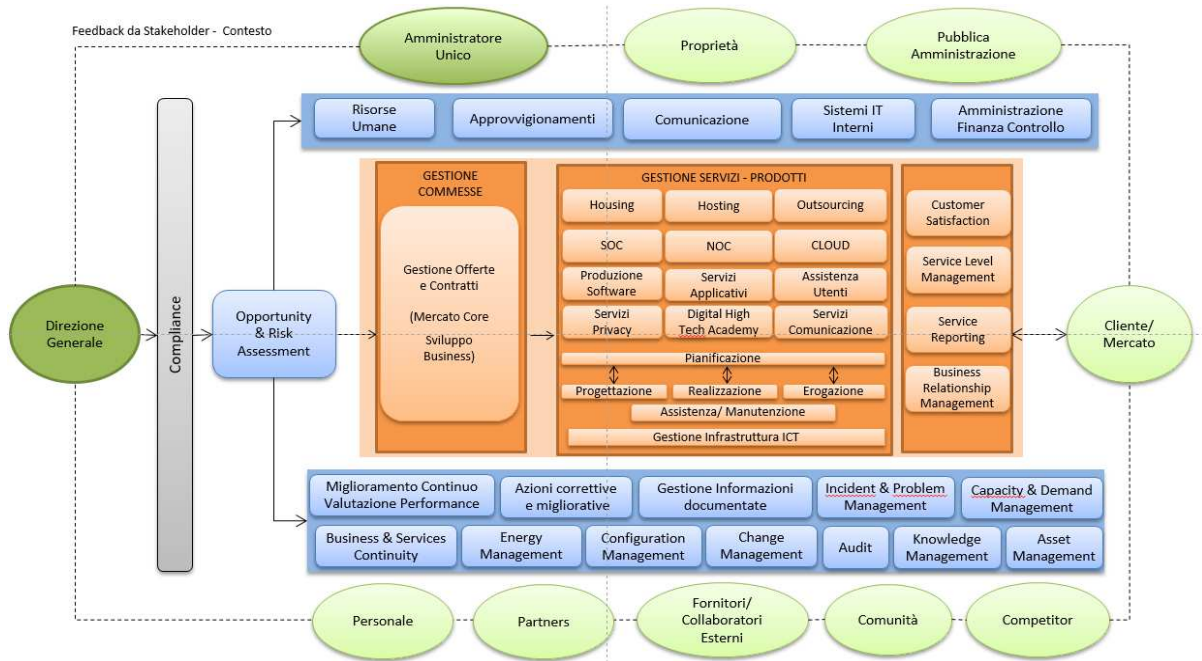 Feedback da Stakeholder - Contesto
Amministratore
Unico
Proprietà
Pubblica
Amministrazione
Risorse
Umane
Approvvigionamenti
Comunicazione
Sistemi IT
Interni
Amministrazione
Finanza Controllo
Direzione
Generale
Compliance
Opportunity
& Risk
Assessment
GESTIONE
COMMESSE
Gestione Offerte
e Contratti
(Mercato Core
Sviluppo
Business)
GESTIONE SERVIZI - PRODOTTI
Housing
Hosting
Outsourcing
SOC
NOC
CLOUD
Produzione
Software
Servizi
Applicativi
Assistenza
Utenti
Servizi
Privacy
Digital High
Tech Academy
Servizi
Comunicazione
Pianificazione
Progettazione
Realizzazione
Erogazione
Assistenza/ Manutenzione
Gestione Infrastruttura ICT
Customer
Satisfaction
Service Level
Management
Service
Reporting
Business
Relationship
Management
Cliente/
Mercato
Miglioramento Continuo
Valutazione Performance
Azioni correttive
e migliorative
Gestione Informazioni
documentate
Incident & Problem
Management
Capacity & Demand
Management
Business & Services
Continuity
Energy
Management
Configuration
Management
Change
Management
Audit
Knowledge
Management
Asset
Management
Personale
Partners
Fornitori/
Collaboratori
Esterni
Comunità
Competitor